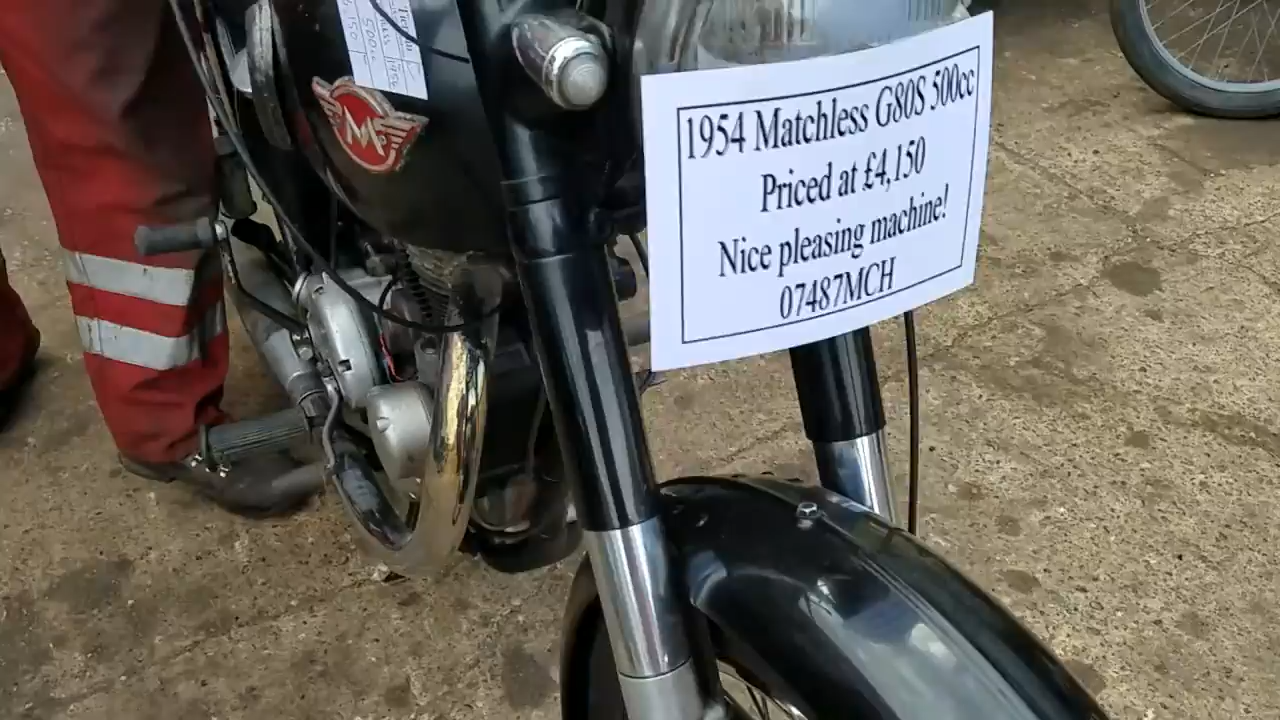 1954 Matchless G80S 500cc
Priced at £4,150
Nice pleasing machine!
07487MCH
M